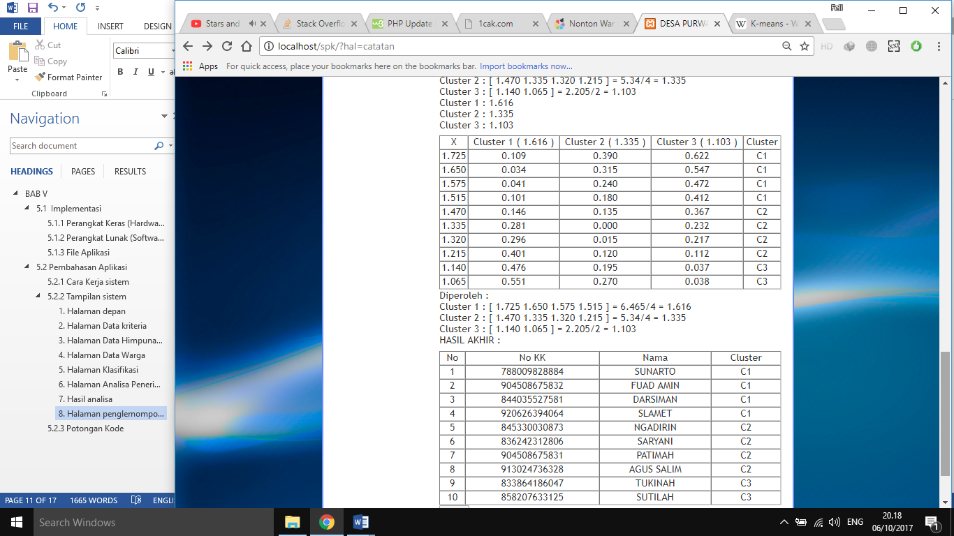 FILE HOME INSERT DESIGN
Paste
Cut
Copy
Format Painter
Clipboard
Calibri
B I U
Navigation
Search document
HEADINGS PAGES RESULTS
BAB V
5.1 Implementasi
5.1.1 Perangkat Keras (Hardwa...
5.1.2 Perangkat Lunak (Softwa...
5.1.3 File Aplikasi
5.2 Pembahasan Aplikasi
5.2.1 Cara Kerja sistem
5.2.2 Tampilan sistem
1. Halaman depan
2. Halaman Data kriteria
3. Halaman Data Himpuna...
4. Halaman Data Warga
5. Halaman Klasifikasi
6. Halaman Analisa Peneri...
7. Hasil analisa
8. Halaman penglemompo...
5.2.3 Potongan Kode
PAGE 11 OF 17 1665 WORDS ENGLI
Stars and
Stack Overflo
PHP Update
1cak.com
Nonton War
DESA PURWA
K-means - W
localhost/spk/?hal=catatan
Apps For quick access, place your bookmarks here on the bookmarks bar. Import bookmarks now...
Cluster 2 : [ 1.470 1.335 1.320 1.215 ] = 5.34/4 = 1.335
Cluster 3 : [ 1.140 1.065 ] = 2.205/2 = 1.103
Cluster 1 : 1.616
Cluster 2 : 1.335
Cluster 3 : 1.103
X Cluster 1 ( 1.616 ) Cluster 2 ( 1.335 ) Cluster 3 ( 1.103 ) Cluster
1.725 0.109 0.390 0.622 C1
1.650 0.034 0.315 0.547 C1
1.575 0.041 0.240 0.472 C1
1.515 0.101 0.180 0.412 C1
1.470 0.146 0.135 0.367 C2
1.335 0.281 0.000 0.232 C2
1.320 0.296 0.015 0.217 C2
1.215 0.401 0.120 0.112 C2
1.140 0.476 0.195 0.037 C3
1.065 0.551 0.270 0.038 C3
Diperoleh :
Cluster 1 : [ 1.725 1.650 1.575 1.515 ] = 6.465/4 = 1.616
Cluster 2 : [ 1.470 1.335 1.320 1.215 ] = 5.34/4 = 1.335
Cluster 3 : [ 1.140 1.065 ] = 2.205/2 = 1.103
HASIL AKHIR :
No No KK Nama Cluster
1 788009828884 SUNARTO C1
2 904508675832 FUAD AMIN C1
3 844035527581 DARSIMAN C1
4 920626394064 SLAMET C1
5 845330030873 NGADIRIN C2
6 836242312806 SARYANI C2
7 904508675831 PATIMAH C2
8 913024736328 AGUS SALIM C2
9 833864186047 TUKINAH C3
10 858207633125 SUTILAH C3
Search Windows
ENG
20.18
06/10/2017